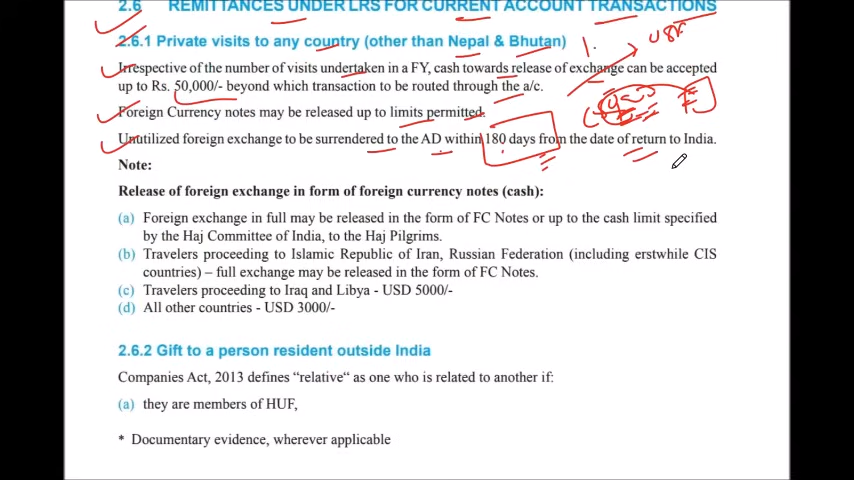 2.6 REMITTANCES UNDER LRS FOR CURRENT ACCOUNT TRANSACTIONS
2.6.1 Private visits to any country (other than Nepal & Bhutan)
Irrespective of the number of visits undertaken in a FY, cash towards release of exchange can be accepted
up to Rs. 50,000/- beyond which transaction to be routed through the a/c.
Foreign Currency notes may be released up to limits permitted.
Unutilized foreign exchange to be surrendered to the AD within 180 days from the date of return to India.
Note:
Release of foreign exchange in form of foreign currency notes (cash):
(a) Foreign exchange in full may be released in the form of FC Notes or up to the cash limit specified
by the Haj Committee of India, to the Haj Pilgrims.
(b) Travelers proceeding to Islamic Republic of Iran, Russian Federation (including erstwhile CIS
countries) – full exchange may be released in the form of FC Notes.
(c) Travelers proceeding to Iraq and Libya - USD 5000/-
(d) All other countries - USD 3000/-
2.6.2 Gift to a person resident outside India
Companies Act, 2013 defines "relative" as one who is related to another if:
(a) they are members of HUF,
* Documentary evidence, wherever applicable